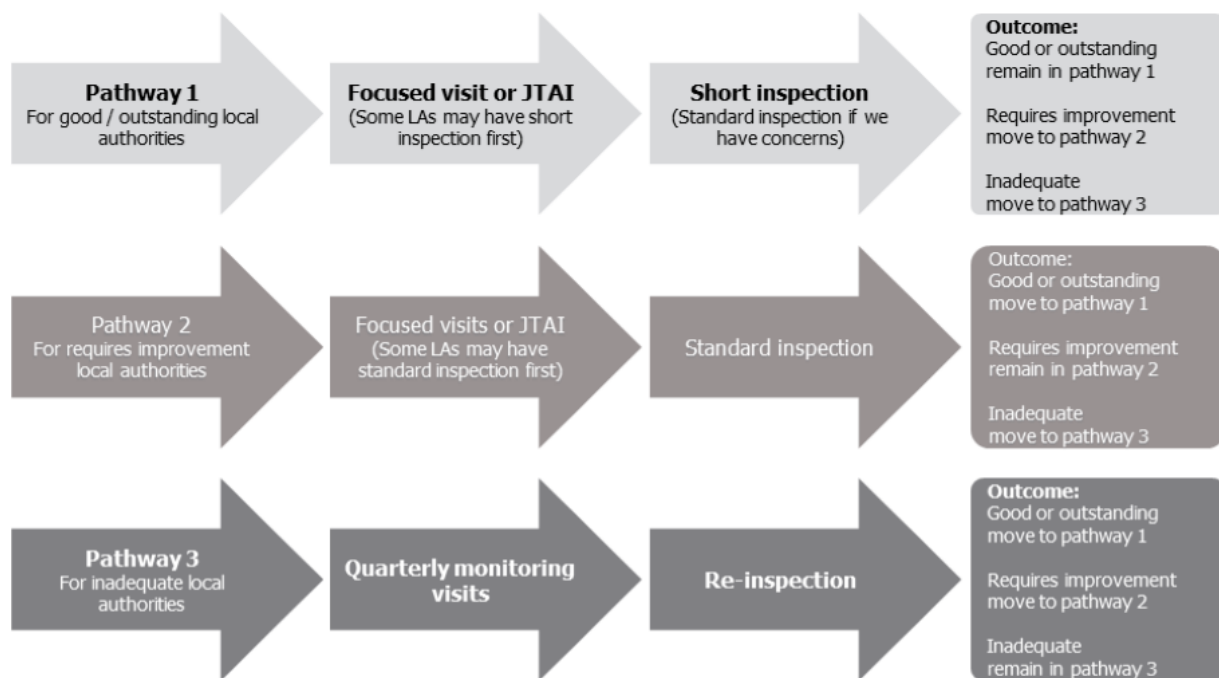 Pathway 1
For good / outstanding local
authorities
Focused visit or JTAI
(Some LAs may have short
inspection first)
Short inspection
(Standard inspection if we
have concerns)
Outcome:
Good or outstanding
remain in pathway 1
Requires improvement
move to pathway 2
Inadequate
move to pathway 3
Pathway 2
For requires improvement
local authorities
Focused visits or JTAI
(Some LAs may have
standard inspection first)
Standard inspection
Outcome:
Good or outstanding
move to pathway 1
Requires improvement
remain in pathway 2
Inadequate
move to pathway 3
Pathway 3
For inadequate local
authorities
Quarterly monitoring
visits
Re-inspection
Outcome:
Good or outstanding
move to pathway 1
Requires improvement
move to pathway 2
Inadequate
remain in pathway 3